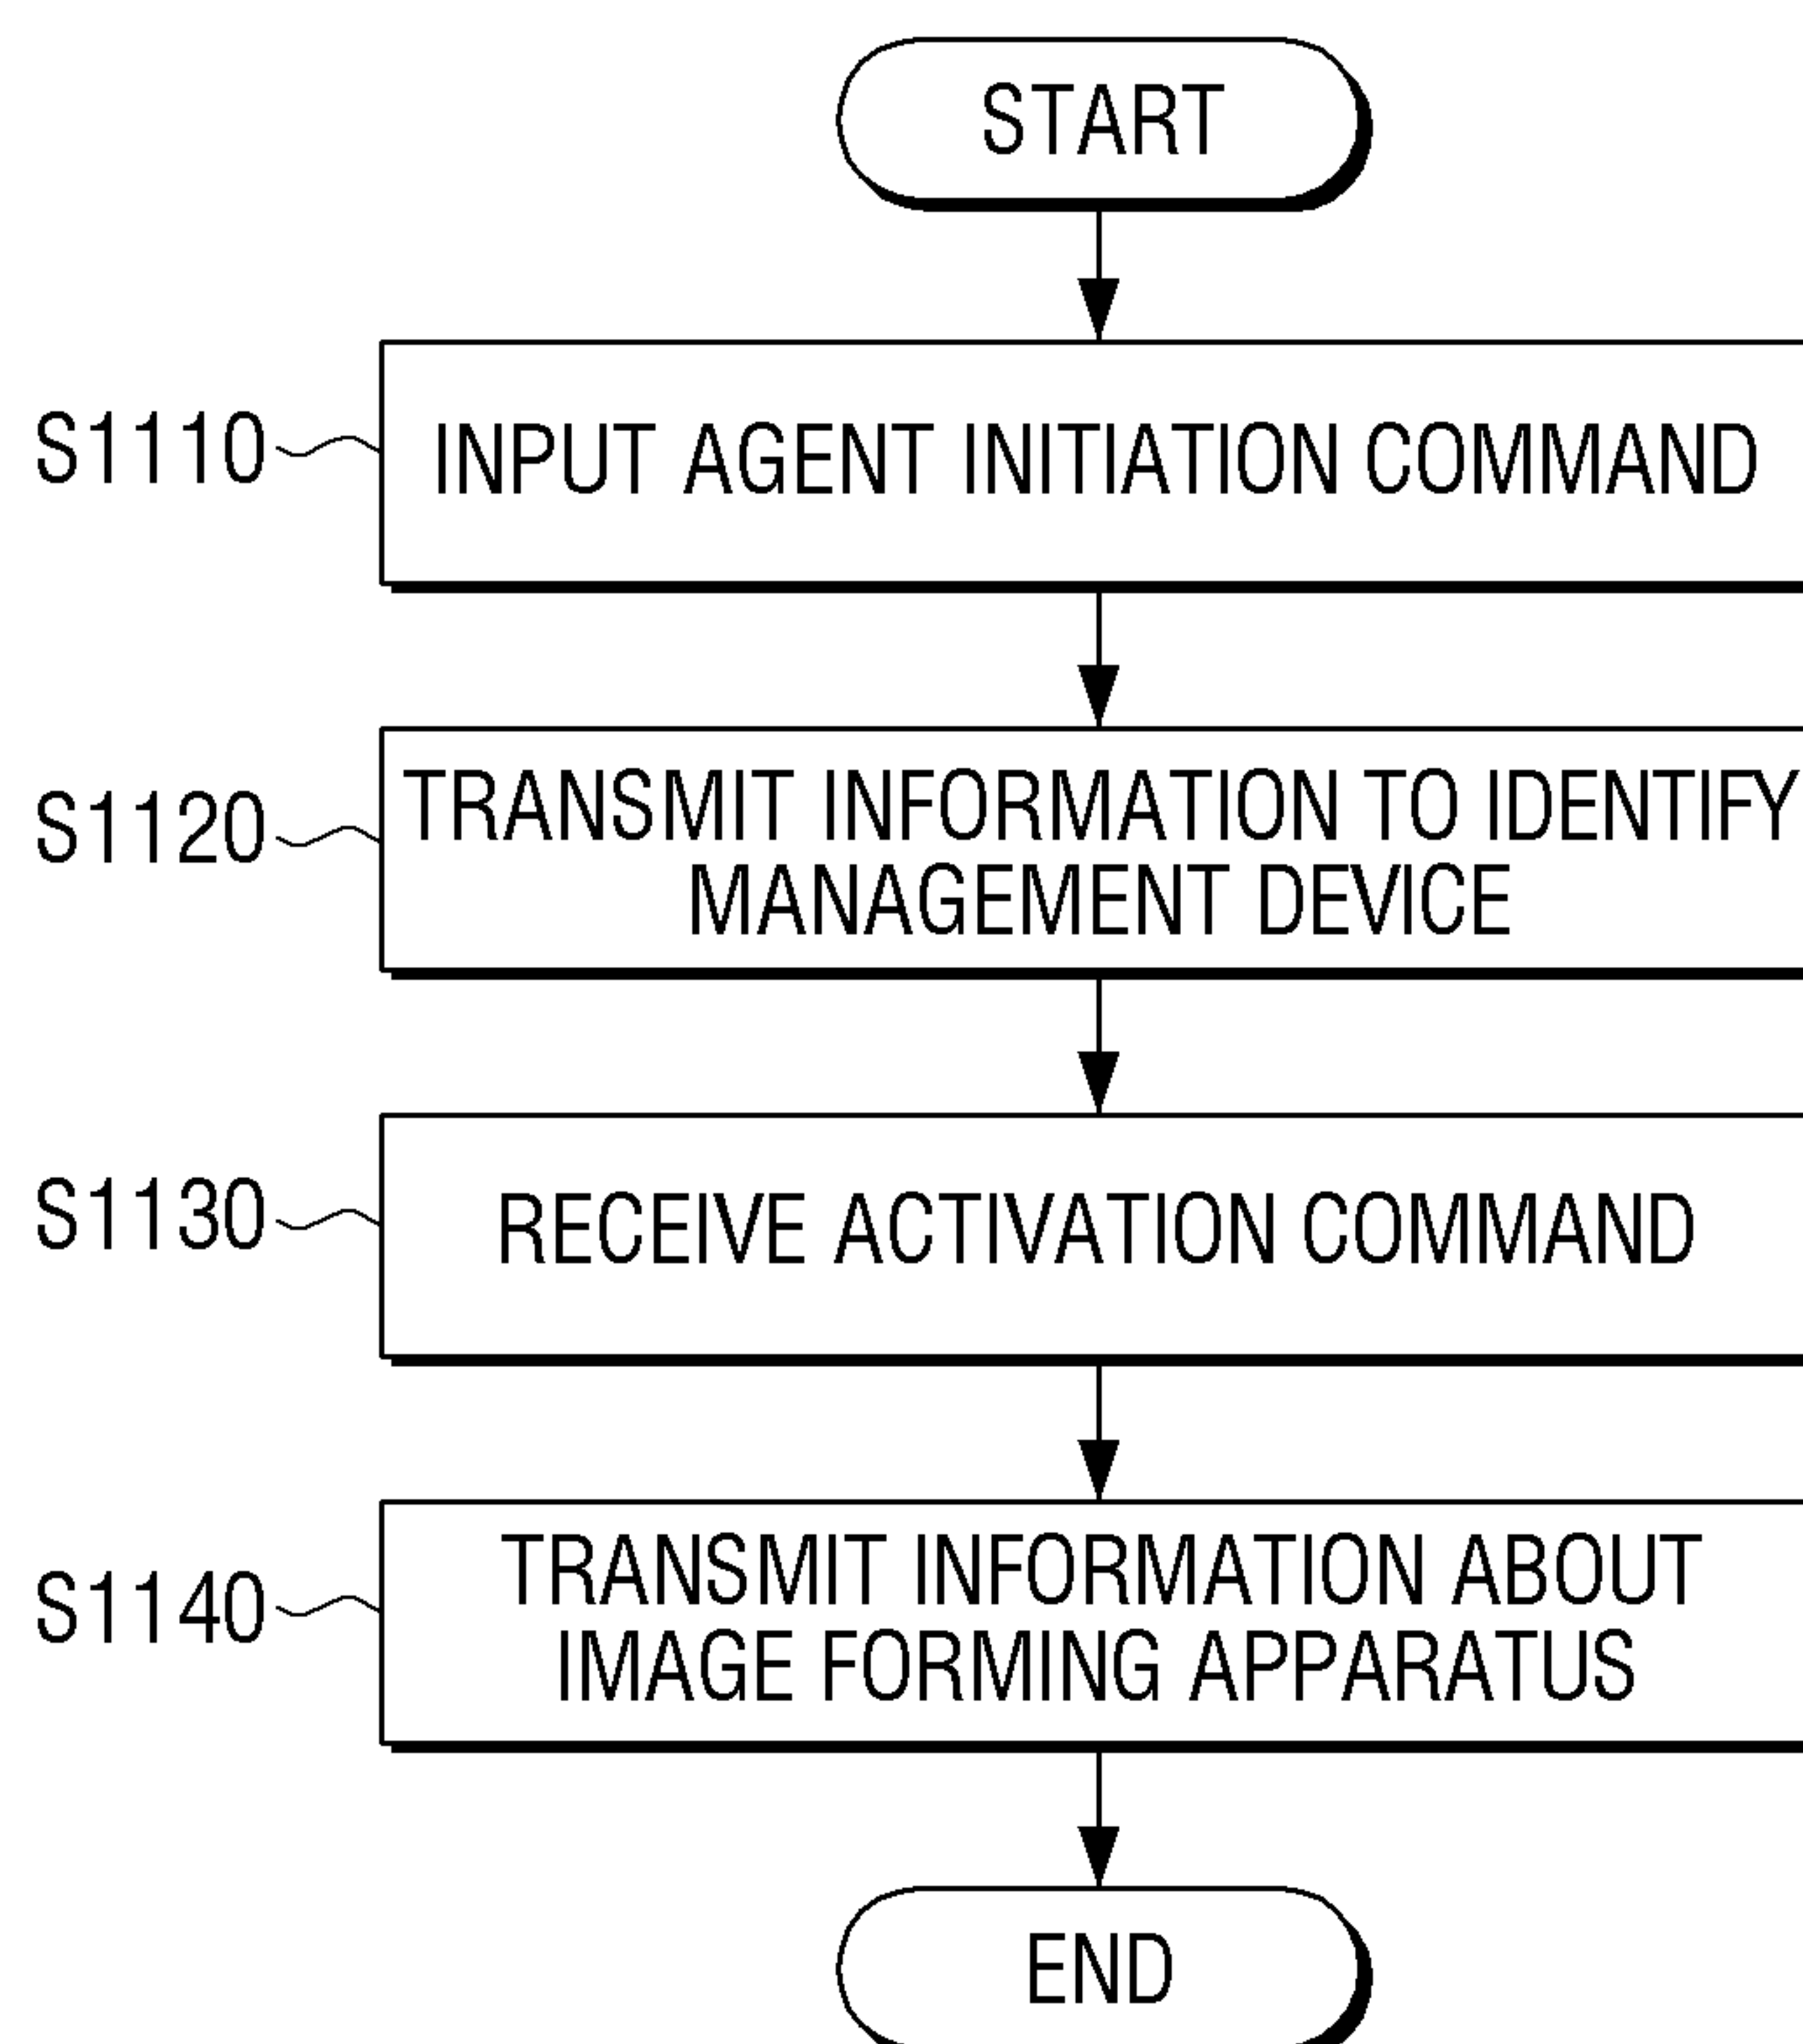 START
S1110
INPUT AGENT INITIATION COMMAND
S1120
TRANSMIT INFORMATION TO IDENTIFY
MANAGEMENT DEVICE
S1130
RECEIVE ACTIVATION COMMAND
S1140
TRANSMIT INFORMATION ABOUT
IMAGE FORMING APPARATUS
END